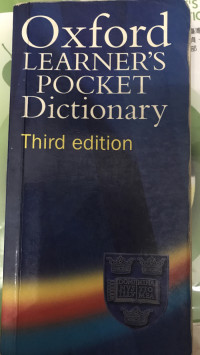 Oxford
LEARNER'S
POCKET
Dictionary
Third edition